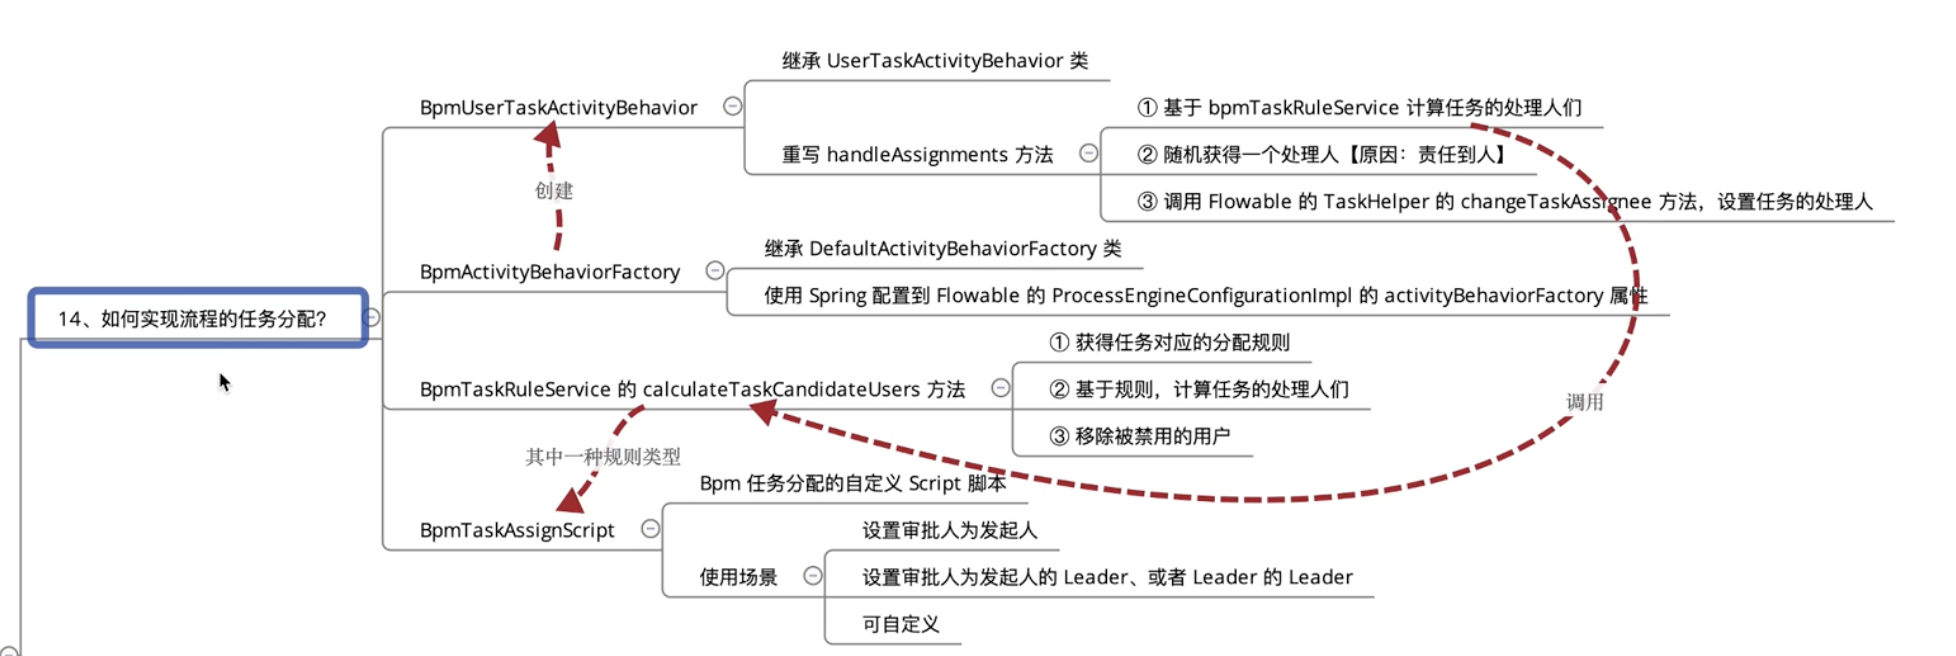 14、如何实现流程的任务分配？
BpmUserTaskActivityBehavior
继承 UserTaskActivityBehavior 类
重写 handleAssignments 方法
① 基于 bpmTaskRuleService 计算任务的处理人们
② 随机获得一个处理人【原因：责任到人】
③ 调用 Flowable 的 TaskHelper 的 changeTaskAssignee 方法，设置任务的处理人
创建
BpmActivityBehaviorFactory
继承 DefaultActivityBehaviorFactory 类
使用 Spring 配置到 Flowable 的 ProcessEngineConfigurationImpl 的 activityBehaviorFactory 属性
BpmTaskRuleService 的 calculateTaskCandidateUsers 方法
① 获得任务对应的分配规则
② 基于规则，计算任务的处理人们
③ 移除被禁用的用户
调用
其中一种规则类型
BpmTaskAssignScript
Bpm 任务分配的自定义 Script 脚本
使用场景
设置审批人为发起人
设置审批人为发起人的 Leader、或者 Leader 的 Leader
可自定义